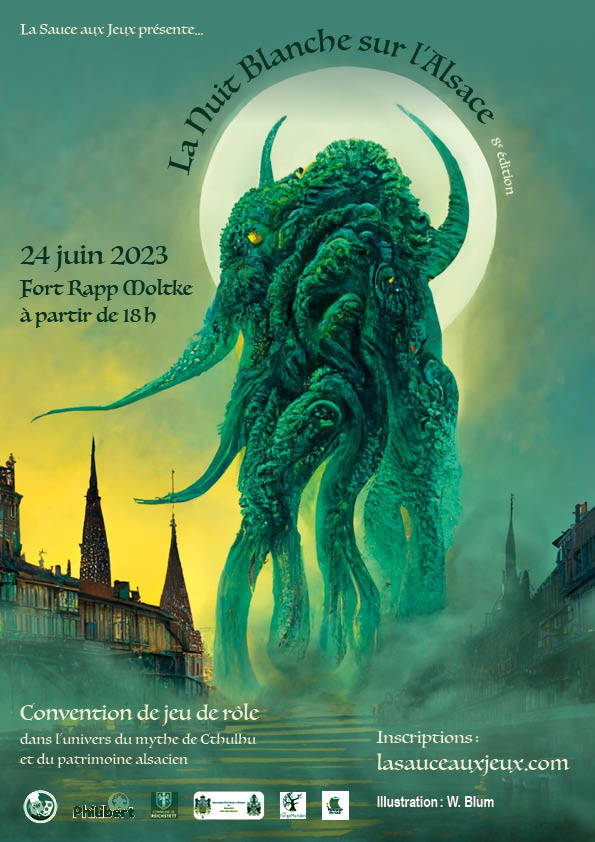 La Sauce aux Jeux présente...
La Nuit Blanche sur l'Alsace
8e édition
24 juin 2023
Fort Rapp Moltke
à partir de 18 h
Convention de jeu de rôle
dans l'univers du mythe de Cthulhu
et du patrimoine alsacien
Inscriptions :
lasauceauxjeux.com
Philibert
REICHSTETT
Illustration : W. Blum